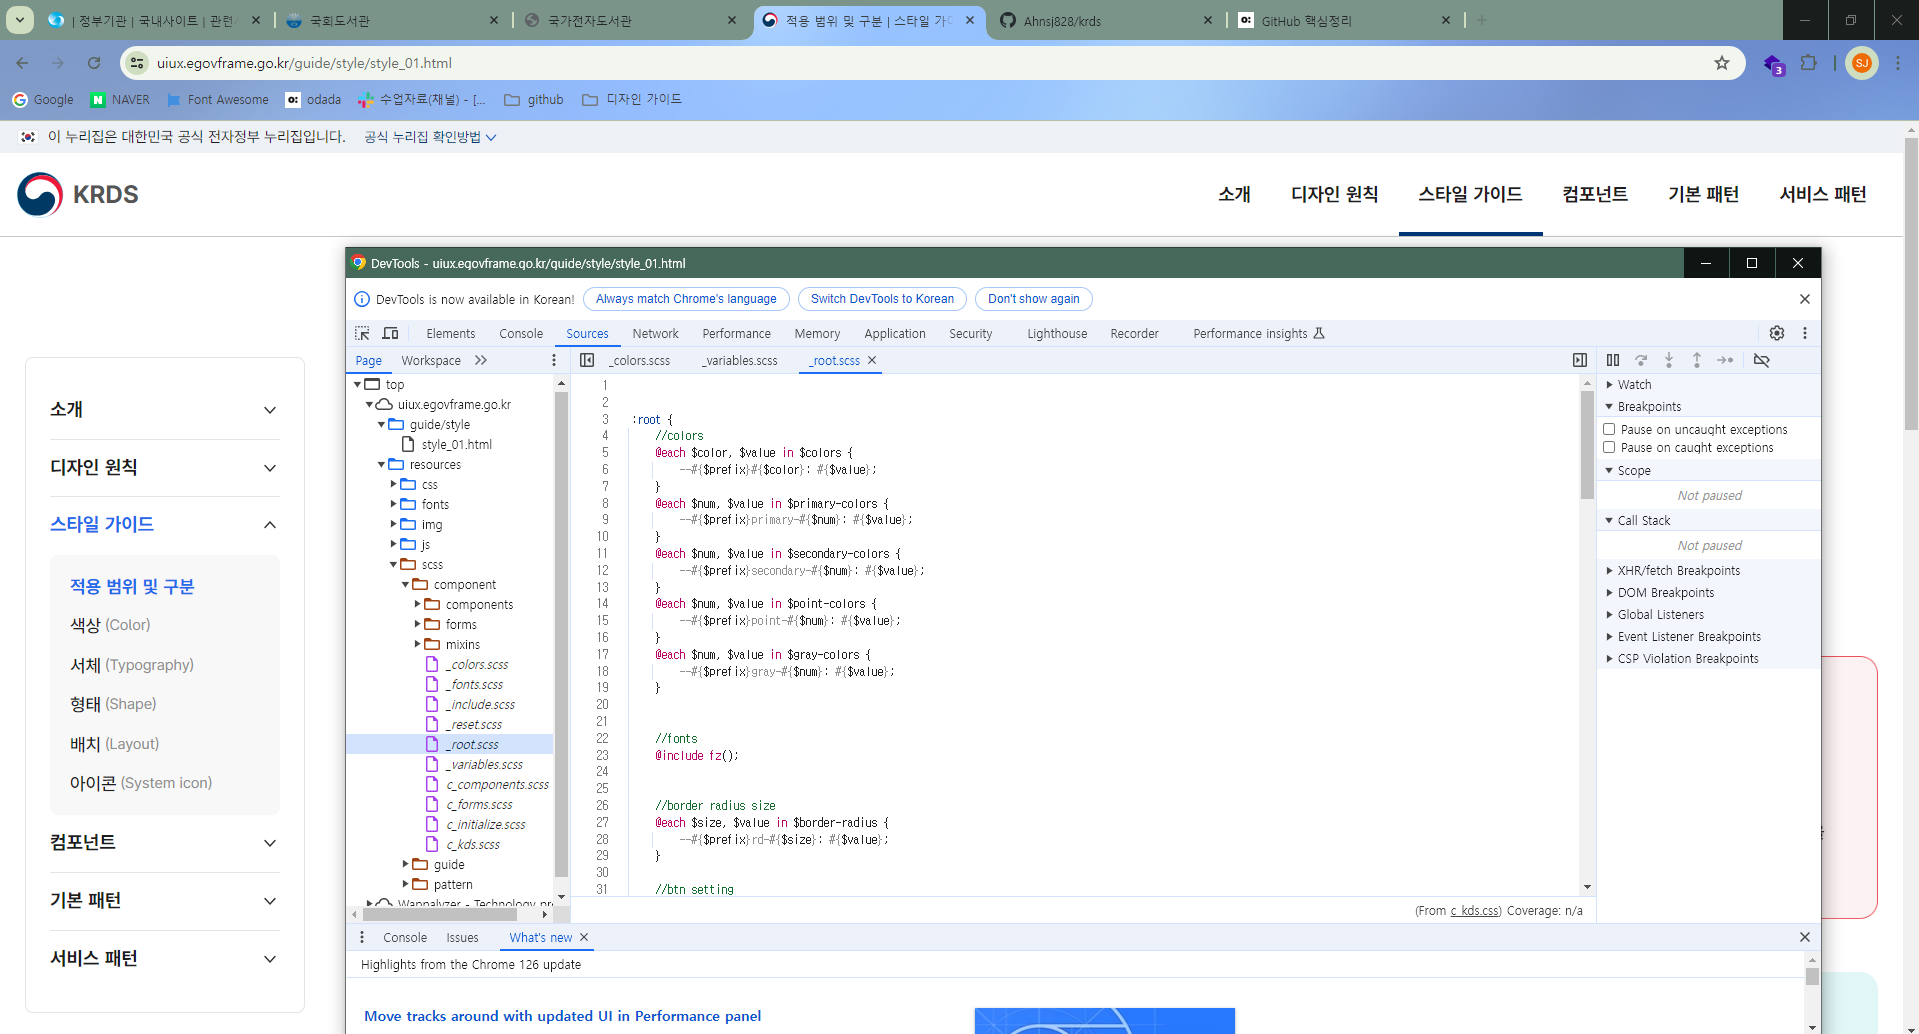 | 정부기관 | 국내사이트 | 관련
국회도서관
국가전자도서관
적용 범위 및 구분 | 스타일 가이
Ahnsj828/krds
GitHub 핵심정리
uiux.egovframe.go.kr/guide/style/style_01.html
3
SJ
Google
NAVER
Font Awesome
odada
수업자료(채널) - [...
github
디자인 가이드
이 누리집은 대한민국 공식 전자정부 누리집입니다.
공식 누리집 확인방법
KRDS
소개
디자인 원칙
스타일 가이드
컴포넌트
기본 패턴
서비스 패턴
소개
디자인 원칙
스타일 가이드
적용 범위 및 구분
색상 (Color)
서체 (Typography)
형태 (Shape)
배치 (Layout)
아이콘 (System icon)
컴포넌트
기본 패턴
서비스 패턴
DevTools - uiux.egovframe.go.kr/guide/style/style_01.html
DevTools is now available in Korean!
Always match Chrome's language
Switch DevTools to Korean
Don't show again
Elements
Console
Sources
Network
Performance
Memory
Application
Security
Lighthouse
Recorder
Performance insights
Page
Workspace
top
uiux.egovframe.go.kr
guide/style
style_01.html
resources
css
fonts
img
js
scss
component
components
forms
mixins
_colors.scss
_fonts.scss
_include.scss
_reset.scss
_root.scss
_variables.scss
c_components.scss
c_forms.scss
c_initialize.scss
c_kds.scss
guide
pattern
Wappalyzer - Technology pr
_colors.scss
_variables.scss
_root.scss
1
2
3 :root {
4 //colors
5 @each $color, $value in $colors {
6 --#{$prefix}#{$color}: #{$value};
7 }
8 @each $num, $value in $primary-colors {
9 --#{$prefix}primary-#{$num}: #{$value};
10 }
11 @each $num, $value in $secondary-colors {
12 --#{$prefix}secondary-#{$num}: #{$value};
13 }
14 @each $num, $value in $point-colors {
15 --#{$prefix}point-#{$num}: #{$value};
16 }
17 @each $num, $value in $gray-colors {
18 --#{$prefix}gray-#{$num}: #{$value};
19 }
20
21
22 //fonts
23 @include fz();
24
25
26 //border radius size
27 @each $size, $value in $border-radius {
28 --#{$prefix}rd-#{$size}: #{$value};
29 }
30
31 //btn setting
(From c_kds.css) Coverage: n/a
Watch
Breakpoints
Pause on uncaught exceptions
Pause on caught exceptions
Scope
Not paused
Call Stack
Not paused
XHR/fetch Breakpoints
DOM Breakpoints
Global Listeners
Event Listener Breakpoints
CSP Violation Breakpoints
Console
Issues
What's new
Highlights from the Chrome 126 update
Move tracks around with updated UI in Performance panel